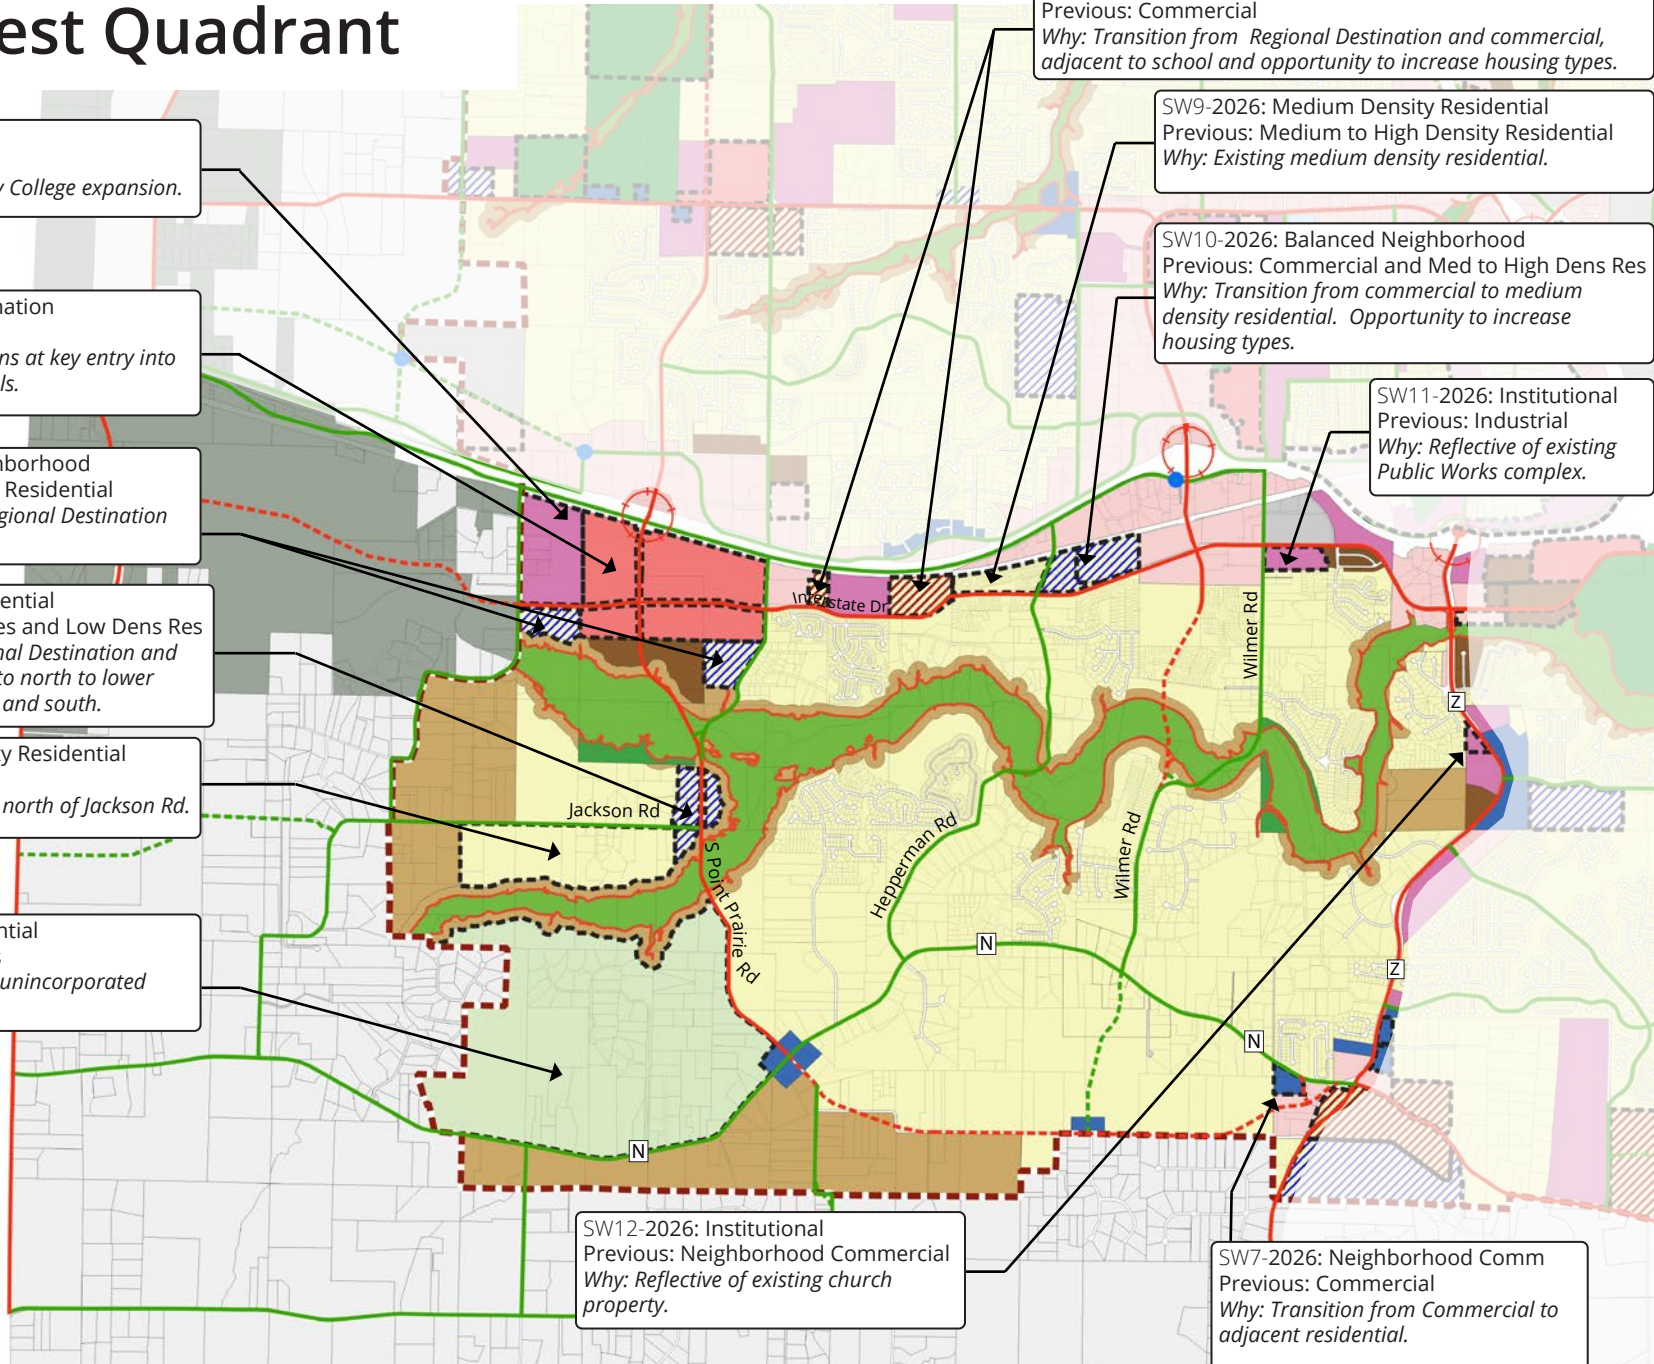 est Quadrant
Previous: Commercial
Why: Transition from Regional Destination and commercial,
adjacent to school and opportunity to increase housing types.
SW9-2026: Medium Density Residential
Previous: Medium to High Density Residential
Why: Existing medium density residential.
SW10-2026: Balanced Neighborhood
Previous: Commercial and Med to High Dens Res
Why: Transition from commercial to medium
density residential. Opportunity to increase
housing types.
SW11-2026: Institutional
Previous: Industrial
Why: Reflective of existing
Public Works complex.
y College expansion.
nation
ns at key entry into
ls.
hborhood
Residential
gional Destination
ential
es and Low Dens Res
nal Destination and
to north to lower
and south.
ty Residential
north of Jackson Rd.
ntial
s
unincorporated
Interstate Dr
Wilmer Rd
Z
Jackson Rd
S Point Prairie Rd
Hepperman Rd
Wilmer Rd
N
Z
N
N
SW12-2026: Institutional
Previous: Neighborhood Commercial
Why: Reflective of existing church
property.
SW7-2026: Neighborhood Comm
Previous: Commercial
Why: Transition from Commercial to
adjacent residential.